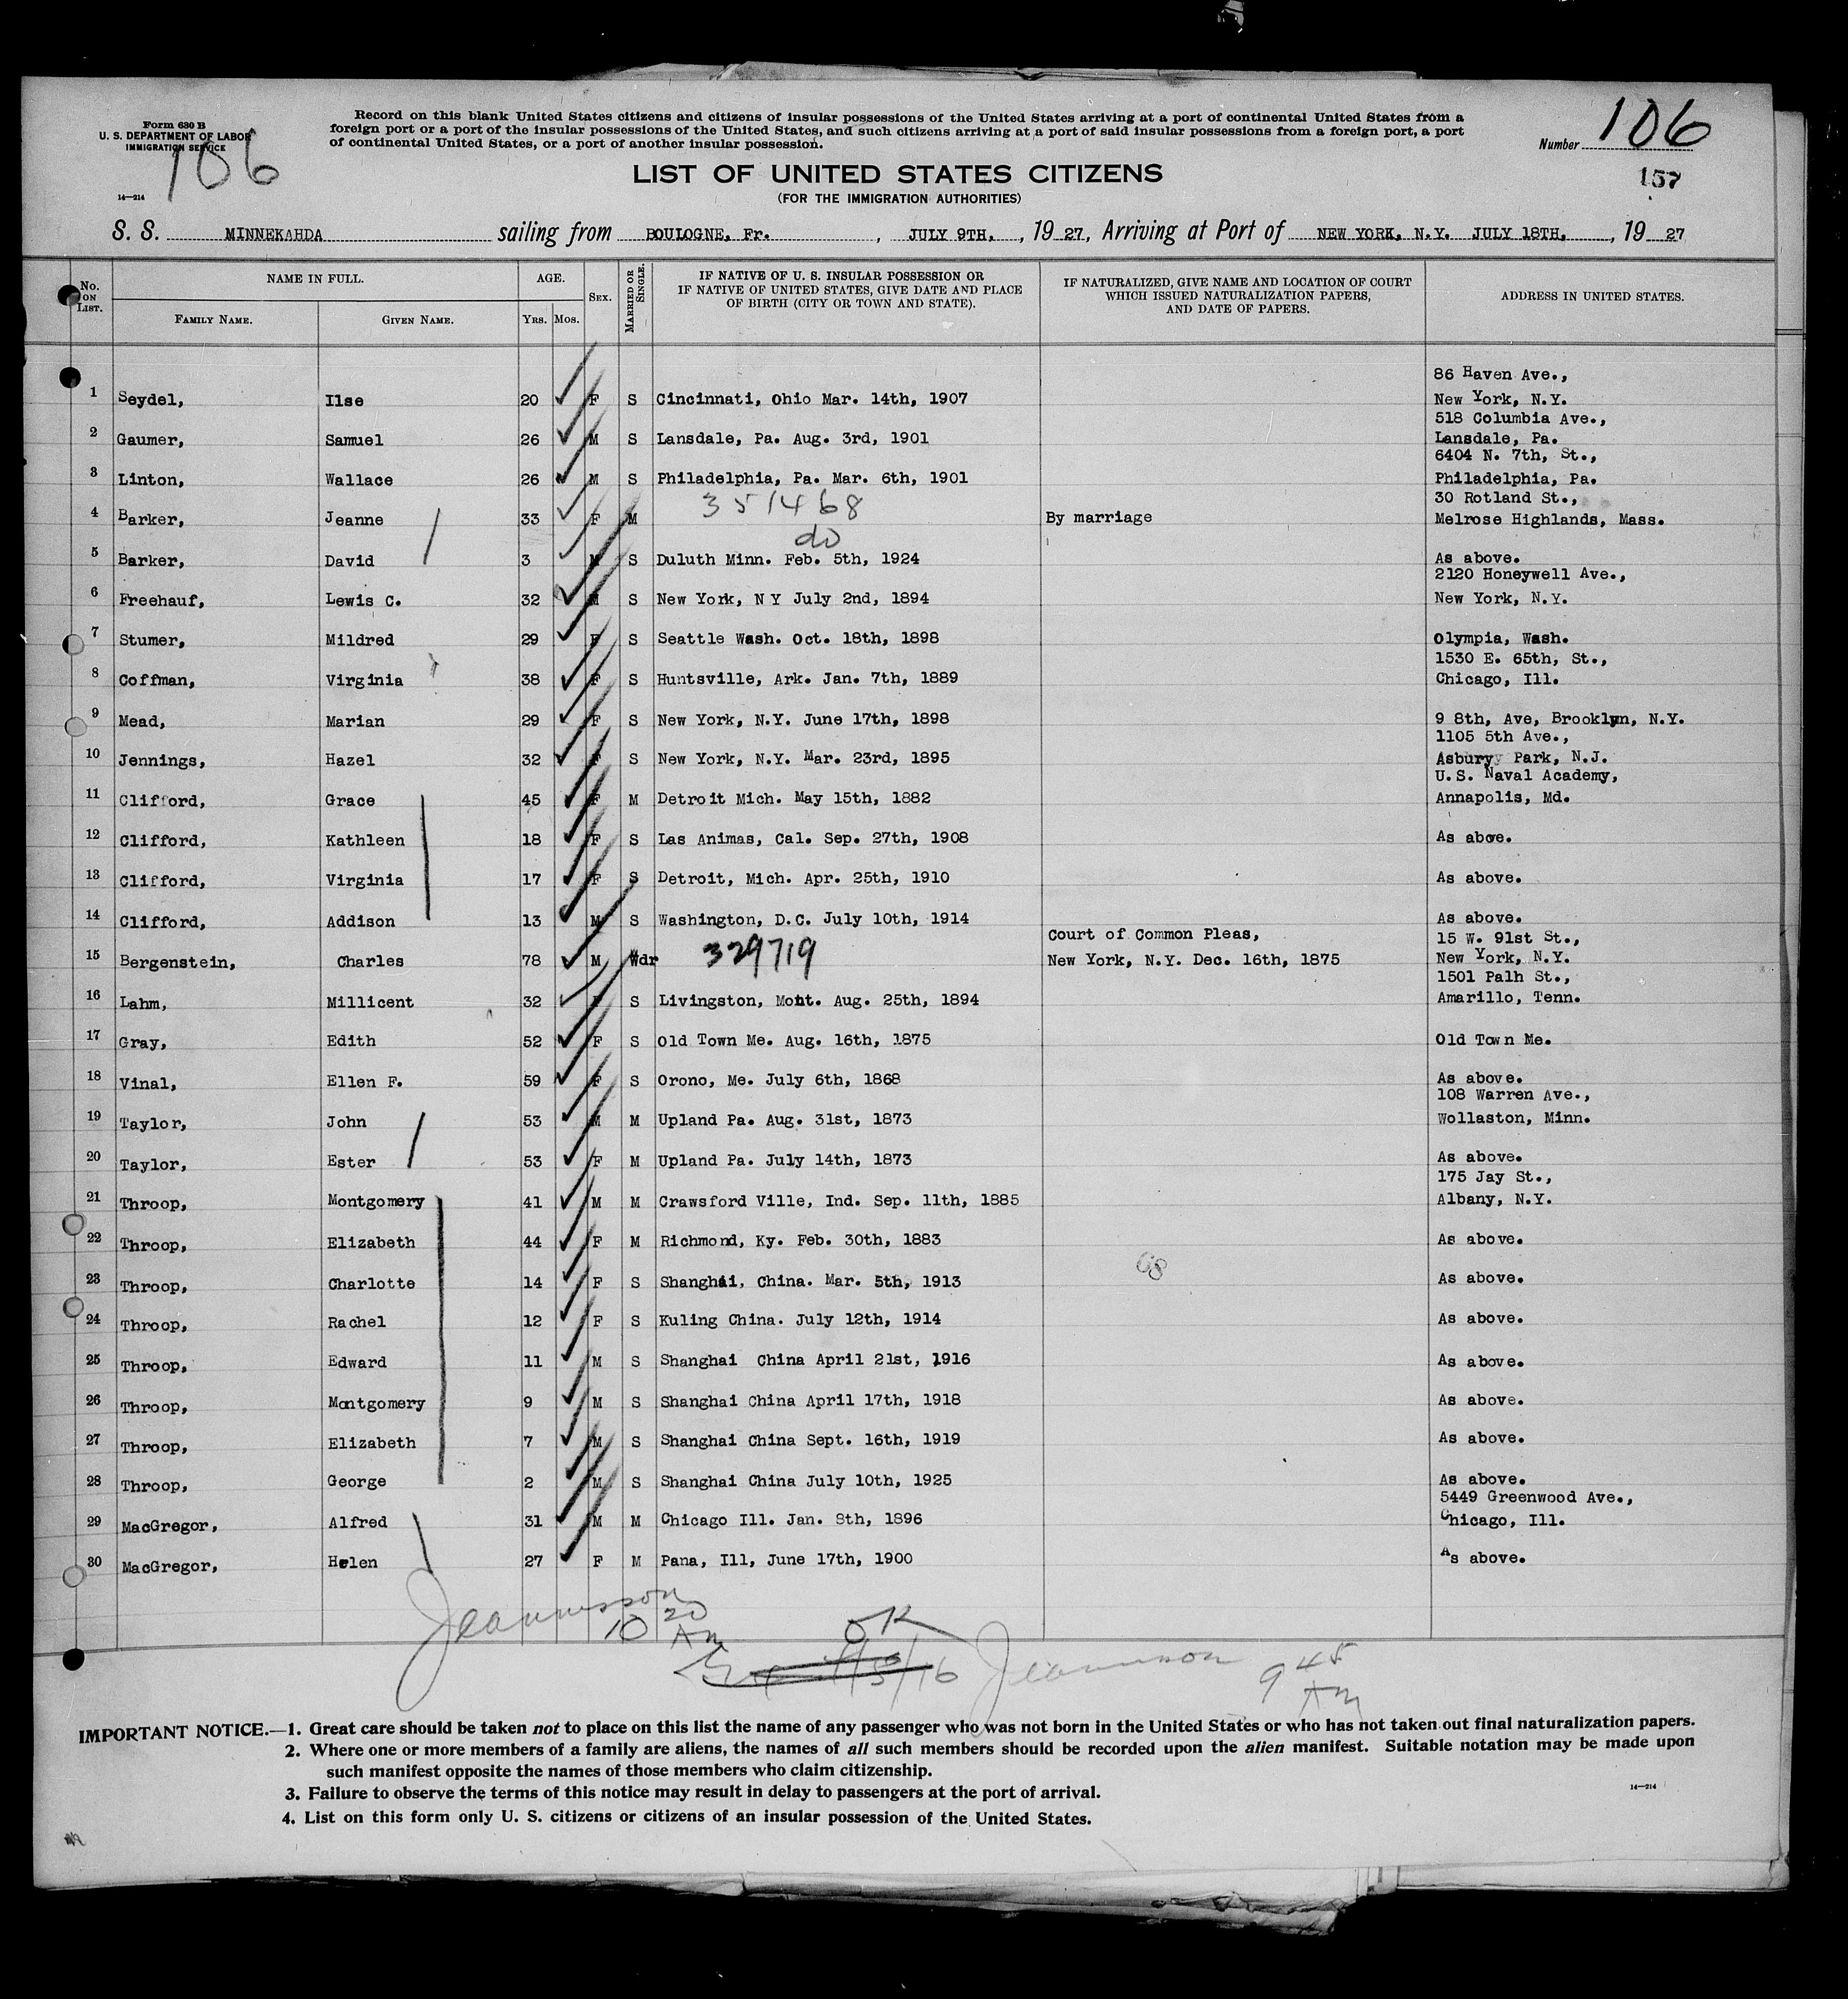 Form 630 B
U. S. DEPARTMENT OF LABOR
IMMIGRATION SERVICE
106
14—214
Record on this blank United States citizens and citizens of insular possessions of the United States arriving at a port of continental United States from a
foreign port or a port of the insular possessions of the United States, and such citizens arriving at a port of said insular possessions from a foreign port, a port
of continental United States, or a port of another insular possession.
Number 106
157
LIST OF UNITED STATES CITIZENS
(FOR THE IMMIGRATION AUTHORITIES)
S. S. MINNEKAHDA sailing from BOULOGNE, Fr. , JULY 9TH, , 19 27, Arriving at Port of NEW YORK, N.Y. JULY 18TH, , 19 27
No. ON LIST. NAME IN FULL. FAMILY NAME. GIVEN NAME. AGE. YRS. MOS. SEX. MARRIED OR SINGLE. IF NATIVE OF U. S. INSULAR POSSESSION OR IF NATIVE OF UNITED STATES, GIVE DATE AND PLACE OF BIRTH (CITY OR TOWN AND STATE). IF NATURALIZED, GIVE NAME AND LOCATION OF COURT WHICH ISSUED NATURALIZATION PAPERS, AND DATE OF PAPERS. ADDRESS IN UNITED STATES.
86 Haven Ave.,
1 Seydel, Ilse 20 F S Cincinnati, Ohio Mar. 14th, 1907 New York, N.Y.
518 Columbia Ave.,
2 Gaumer, Samuel 26 M S Lansdale, Pa. Aug. 3rd, 1901 Lansdale, Pa.
6404 N. 7th, St.,
3 Linton, Wallace 26 M S Philadelphia, Pa. Mar. 6th, 1901 Philadelphia, Pa.
351468 30 Rotland St.,
4 Barker, Jeanne 33 F M By marriage Melrose Highlands, Mass.
do
5 Barker, David 3 M S Duluth Minn. Feb. 5th, 1924 As above.
2120 Honeywell Ave.,
6 Freehauf, Lewis C. 32 M S New York, N Y July 2nd, 1894 New York, N.Y.
7 Stumer, Mildred 29 F S Seattle Wash. Oct. 18th, 1898 Olympia, Wash.
1530 E. 65th, St.,
8 Coffman, Virginia 38 F S Huntsville, Ark. Jan. 7th, 1889 Chicago, Ill.
9 Mead, Marian 29 F S New York, N.Y. June 17th, 1898 9 8th, Ave, Brooklyn, N.Y.
1105 5th Ave.,
10 Jennings, Hazel 32 F S New York, N.Y. Mar. 23rd, 1895 Asbury Park, N.J.
U.S. Naval Academy,
11 Clifford, Grace 45 F M Detroit Mich. May 15th, 1882 Annapolis, Md.
12 Clifford, Kathleen 18 F S Las Animas, Cal. Sep. 27th, 1908 As above.
13 Clifford, Virginia 17 F S Detroit, Mich. Apr. 25th, 1910 As above.
14 Clifford, Addison 13 M S Washington, D.C. July 10th, 1914 As above.
Court of Common Pleas, 15 W. 91st St.,
15 Bergenstein, Charles 78 M Wdr 329719 New York, N.Y. Dec. 16th, 1875 New York, N.Y.
1501 Palh St.,
16 Lahm, Millicent 32 F S Livingston, Mont. Aug. 25th, 1894 Amarillo, Tenn.
17 Gray, Edith 52 F S Old Town Me. Aug. 16th, 1875 Old Town Me.
18 Vinal, Ellen F. 59 F S Orono, Me. July 6th, 1868 As above.
108 Warren Ave.,
19 Taylor, John 53 M M Upland Pa. Aug. 31st, 1873 Wollaston, Minn.
20 Taylor, Ester 53 F M Upland Pa. July 14th, 1873 As above.
175 Jay St.,
21 Throop, Montgomery 41 M M Crawsford Ville, Ind. Sep. 11th, 1885 Albany, N.Y.
22 Throop, Elizabeth 44 F M Richmond, Ky. Feb. 30th, 1883 As above.
68
23 Throop, Charlotte 14 F S Shanghai, China. Mar. 5th, 1913 As above.
24 Throop, Rachel 12 F S Kuling China. July 12th, 1914 As above.
25 Throop, Edward 11 M S Shanghai China April 21st, 1916 As above.
26 Throop, Montgomery 9 M S Shanghai China April 17th, 1918 As above.
27 Throop, Elizabeth 7 M S Shanghai China Sept. 16th, 1919 As above.
28 Throop, George 2 M S Shanghai China July 10th, 1925 As above.
5449 Greenwood Ave.,
29 MacGregor, Alfred 31 M M Chicago Ill. Jan. 8th, 1896 Chicago, Ill.
30 MacGregor, Helen 27 F M Pana, Ill, June 17th, 1900 As above.
10 20 Am
OK
9 45 Am
IMPORTANT NOTICE.—1. Great care should be taken not to place on this list the name of any passenger who was not born in the United States or who has not taken out final naturalization papers.
2. Where one or more members of a family are aliens, the names of all such members should be recorded upon the alien manifest. Suitable notation may be made upon
such manifest opposite the names of those members who claim citizenship.
3. Failure to observe the terms of this notice may result in delay to passengers at the port of arrival.
14—214
4. List on this form only U. S. citizens or citizens of an insular possession of the United States.